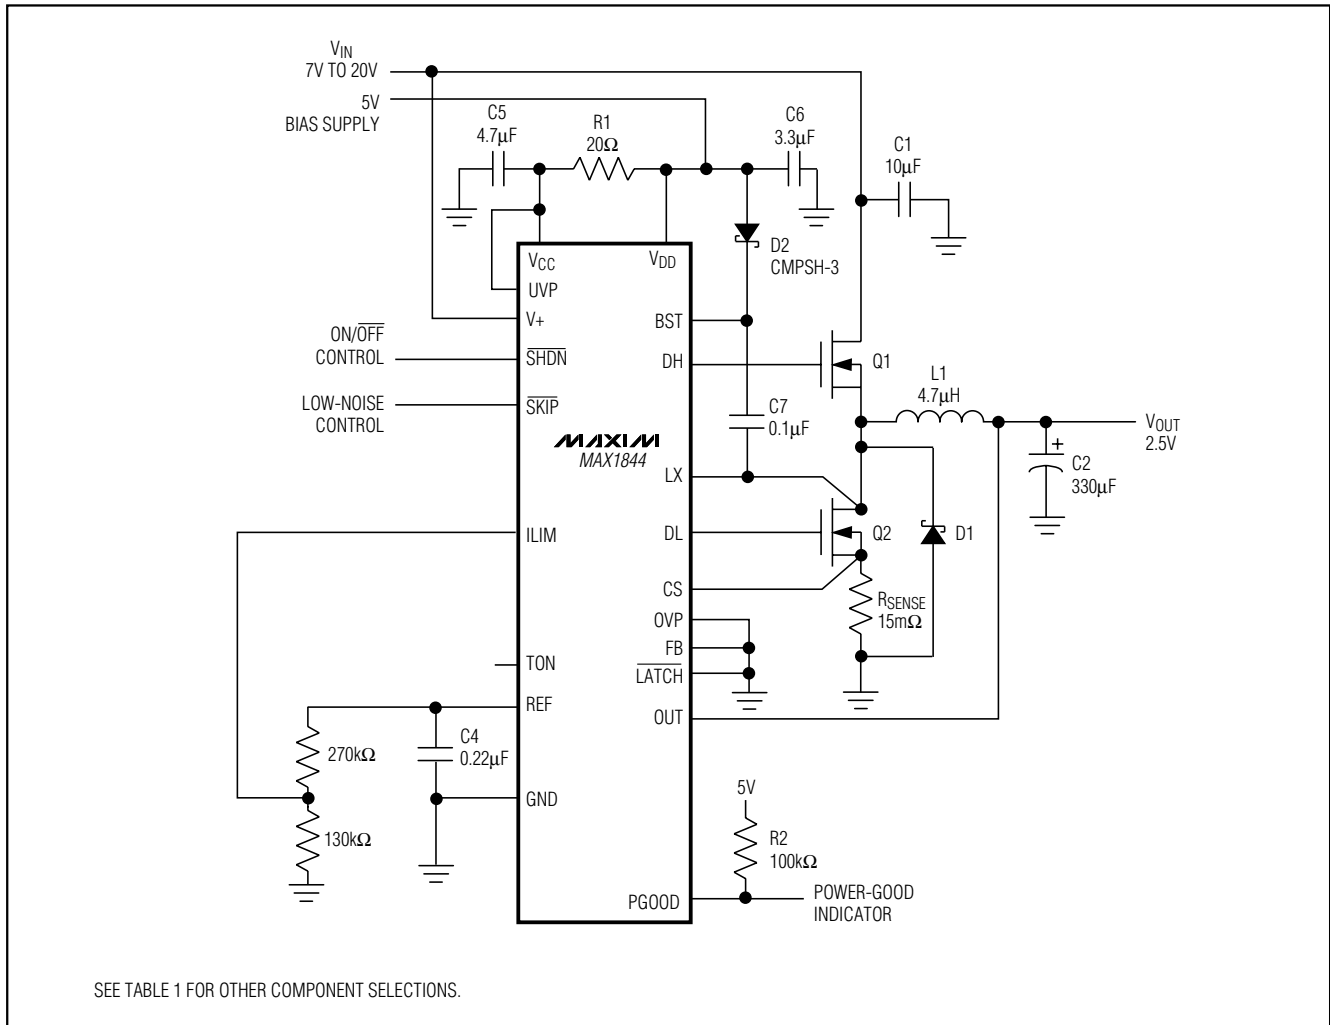 V_IN
7V TO 20V
5V
BIAS SUPPLY
C5
4.7μF
R1
20Ω
C6
3.3μF
C1
10μF
D2
CMPSH-3
VCC
VDD
UVP
V+
BST
ON/OFF
CONTROL
SHDN
DH
Q1
LOW-NOISE
CONTROL
SKIP
L1
4.7μH
C7
0.1μF
VOUT
2.5V
MAXIM
MAX1844
LX
+
C2
330μF
ILIM
DL
Q2
D1
CS
RSENSE
15mΩ
OVP
FB
TON
LATCH
REF
OUT
270kΩ
C4
0.22μF
GND
130kΩ
5V
R2
100kΩ
PGOOD
POWER-GOOD
INDICATOR
SEE TABLE 1 FOR OTHER COMPONENT SELECTIONS.